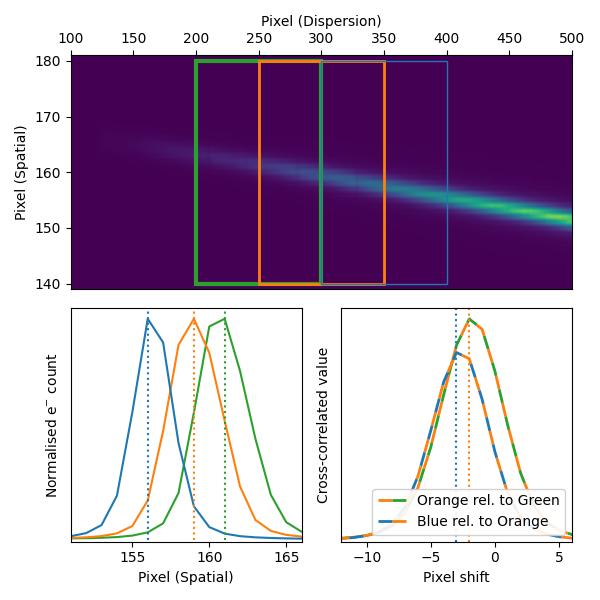 Pixel (Dispersion)
100 150 200 250 300 350 400 450 500
180
170
160
150
140
Pixel (Spatial)
Normalised e⁻ count
155 160 165
Pixel (Spatial)
Cross-correlated value
Orange rel. to Green
Blue rel. to Orange
−10 −5 0 5
Pixel shift